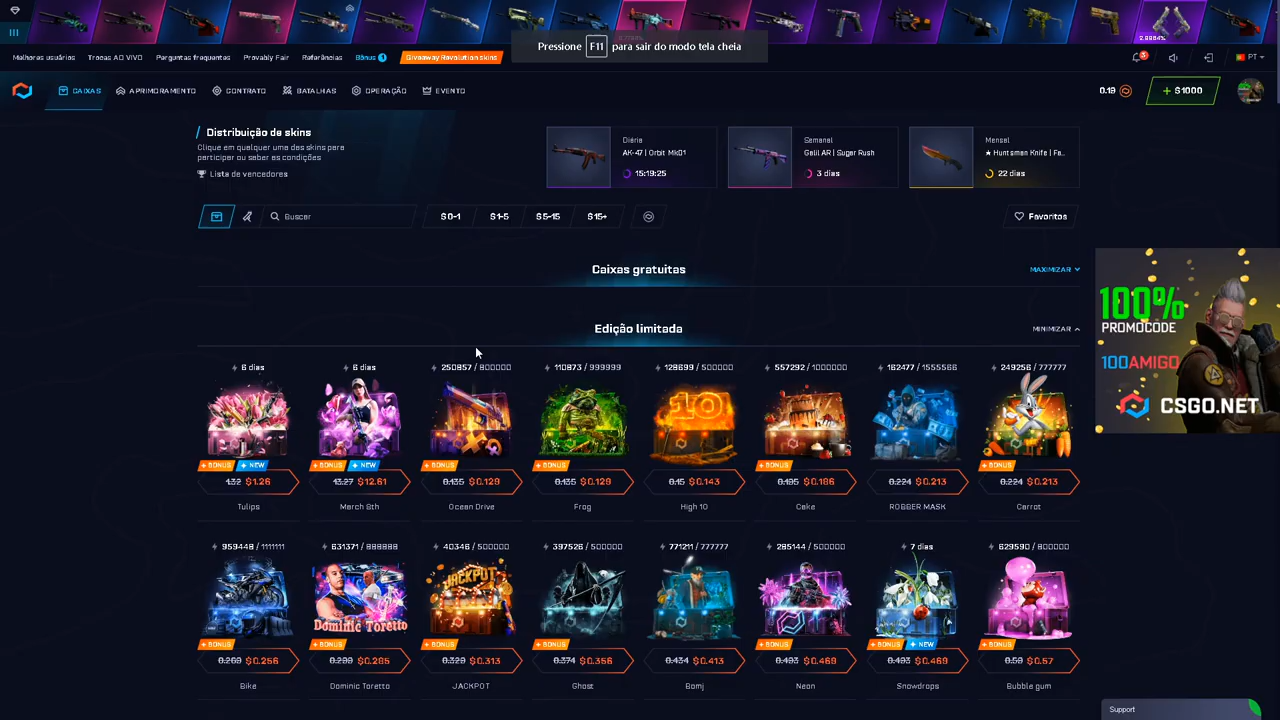 2.9994%
Pressione F11 para sair do modo tela cheia
Melhores usuários
Trocas AO VIVO
Perguntas frequentes
Provably Fair
Referências
Bônus
Giveaway Revolution skins
3
PT
CAIXAS
APRIMORAMENTO
CONTRATO
BATALHAS
OPERAÇÃO
EVENTO
0.19
+ $1000
Distribuição de skins
Clique em qualquer uma das skins para
participar ou saber as condições
Lista de vencedores
Diária
AK-47 | Orbit Mk01
15:19:25
Semanal
Galil AR | Sugar Rush
3 dias
Mensal
★ Huntsman Knife | Fa...
22 dias
Buscar
$0-1
$1-5
$5-15
$15+
Favoritos
Caixas gratuitas
MAXIMIZAR
Edição limitada
MINIMIZAR
100%
PROMOCODE
100AMIGO
CSGO.NET
6 dias
6 dias
250857 / 800000
110873 / 999999
128699 / 500000
557292 / 1000000
162477 / 1555566
249256 / 777777
10
+ BONUS
+ NEW
+ BONUS
+ NEW
+ BONUS
+ BONUS
+ BONUS
+ BONUS
1.32 $1.26
13.27 $12.61
0.135 $0.129
0.135 $0.129
0.15 $0.143
0.195 $0.186
0.224 $0.213
0.224 $0.213
Tulips
March 8th
Ocean Drive
Frog
High 10
Cake
ROBBER MASK
Carrot
959448 / 1111111
631371 / 888888
40346 / 500000
397526 / 500000
771211 / 777777
285144 / 500000
7 dias
629590 / 800000
Dominic Toretto
JACKPOT
+ BONUS
+ BONUS
+ BONUS
+ BONUS
+ NEW
+ BONUS
0.269 $0.256
0.299 $0.285
0.329 $0.313
0.374 $0.356
0.434 $0.413
0.493 $0.469
0.493 $0.469
0.59 $0.57
Bike
Dominic Toretto
JACKPOT
Ghost
Bomj
Neon
Snowdrops
Bubble gum
Support